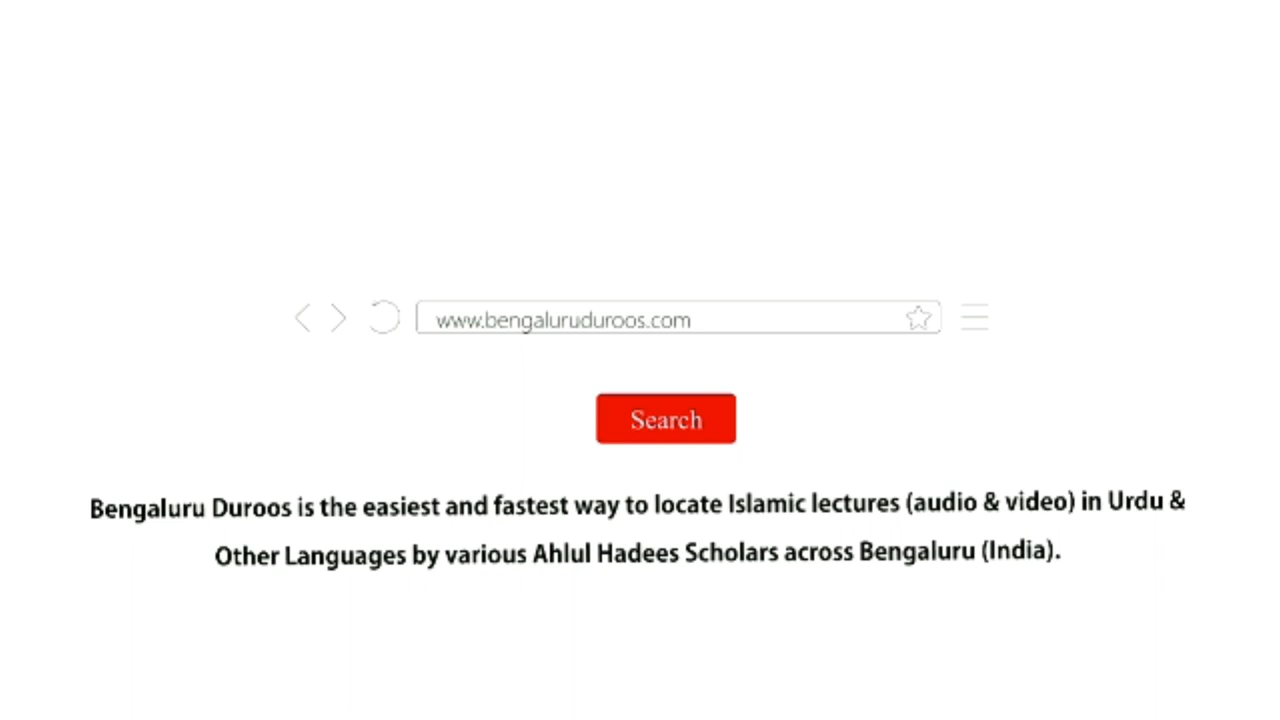 www.bengaluruduroos.com
Search
Bengaluru Duroos is the easiest and fastest way to locate Islamic lectures (audio & video) in Urdu &
Other Languages by various Ahlul Hadees Scholars across Bengaluru (India).